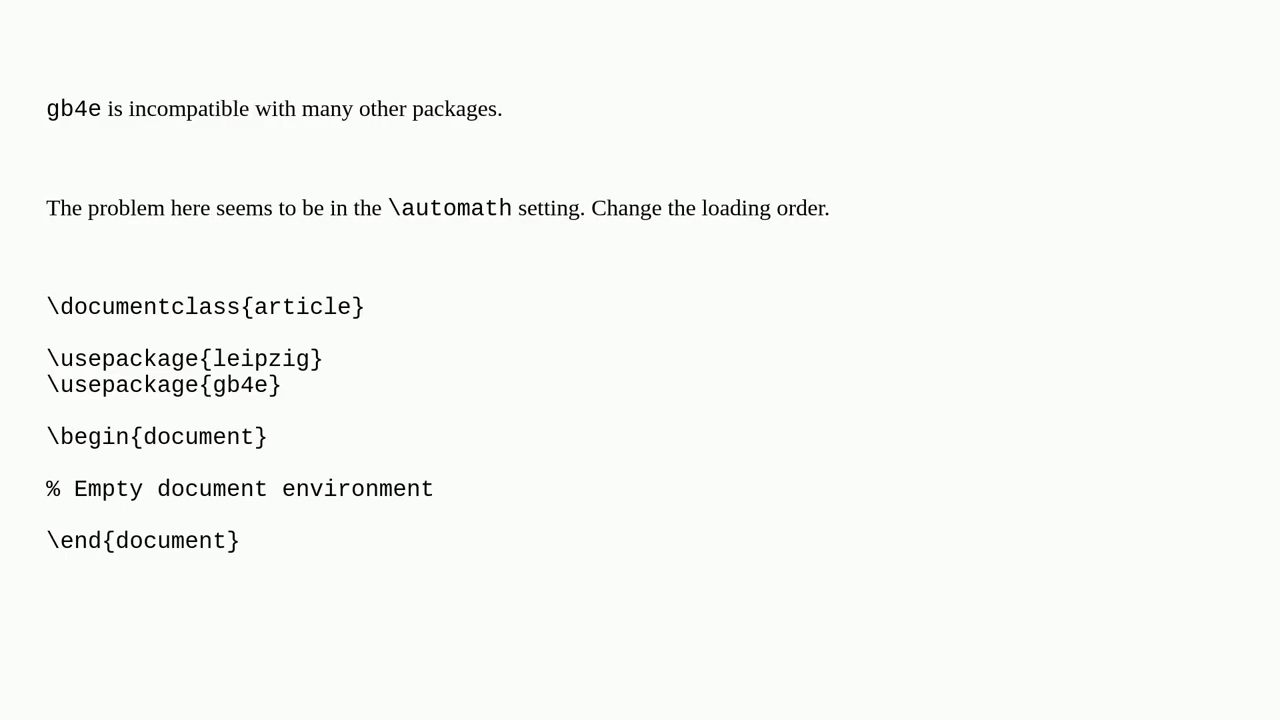 gb4e is incompatible with many other packages.
The problem here seems to be in the \automath setting. Change the loading order.
\documentclass{article}
\usepackage{leipzig}
\usepackage{gb4e}
\begin{document}
% Empty document environment
\end{document}